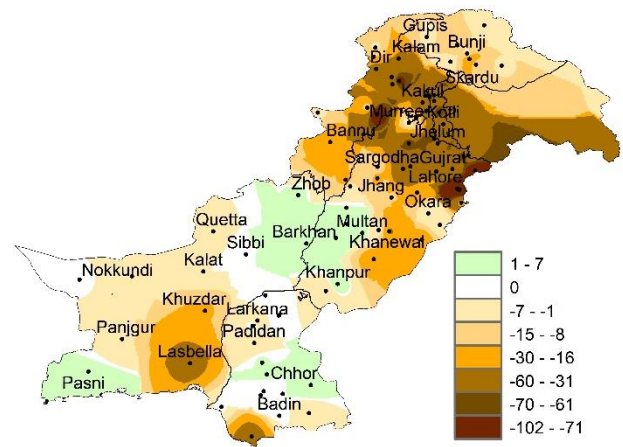 Gupis
Kalam
Bunji
Dir
Skardu
Kakul
Murree
Kotli
Bannu
Jhelum
Sargodha
Gujrat
Lahore
Zhob
Jhang
Okara
Quetta
Multan
Barkhan
Sibbi
Khanewal
Nokkundi
Kalat
Khanpur
Khuzdar
Larkana
Panjgur
Padidan
Lasbella
Chhor
Pasni
Badin
1 - 7
0
-7 - -1
-15 - -8
-30 - -16
-60 - -31
-70 - -61
-102 - -71